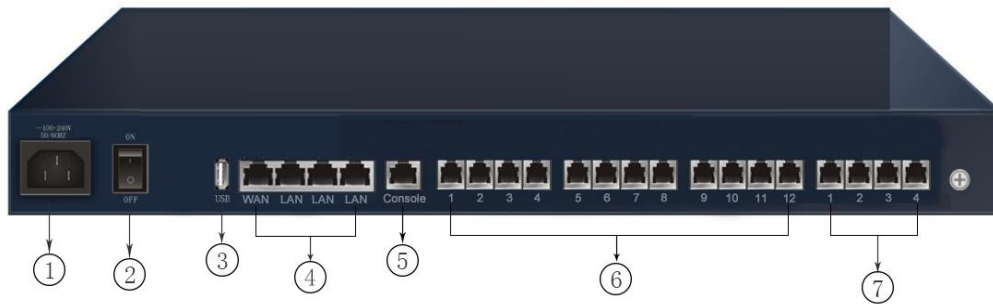 ~100-240V
50/60HZ
ON
OFF
USB
WAN LAN LAN LAN
Console
1 2 3 4
5 6 7 8
9 10 11 12
1 2 3 4
① ② ③ ④ ⑤ ⑥ ⑦